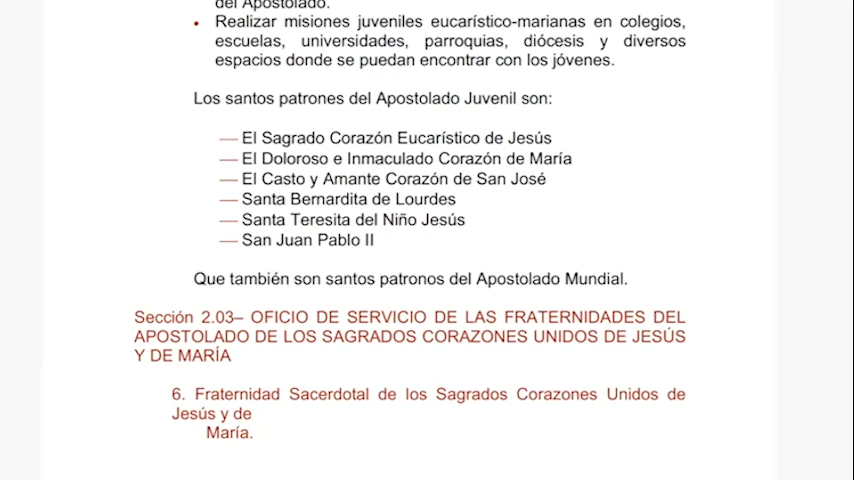 del Apostolado.
• Realizar misiones juveniles eucarístico-marianas en colegios,
escuelas, universidades, parroquias, diócesis y diversos
espacios donde se puedan encontrar con los jóvenes.
Los santos patrones del Apostolado Juvenil son:
— El Sagrado Corazón Eucarístico de Jesús
— El Doloroso e Inmaculado Corazón de María
— El Casto y Amante Corazón de San José
— Santa Bernardita de Lourdes
— Santa Teresita del Niño Jesús
— San Juan Pablo II
Que también son santos patronos del Apostolado Mundial.
Sección 2.03– OFICIO DE SERVICIO DE LAS FRATERNIDADES DEL
APOSTOLADO DE LOS SAGRADOS CORAZONES UNIDOS DE JESÚS
Y DE MARÍA
6. Fraternidad Sacerdotal de los Sagrados Corazones Unidos de
Jesús y de
María.